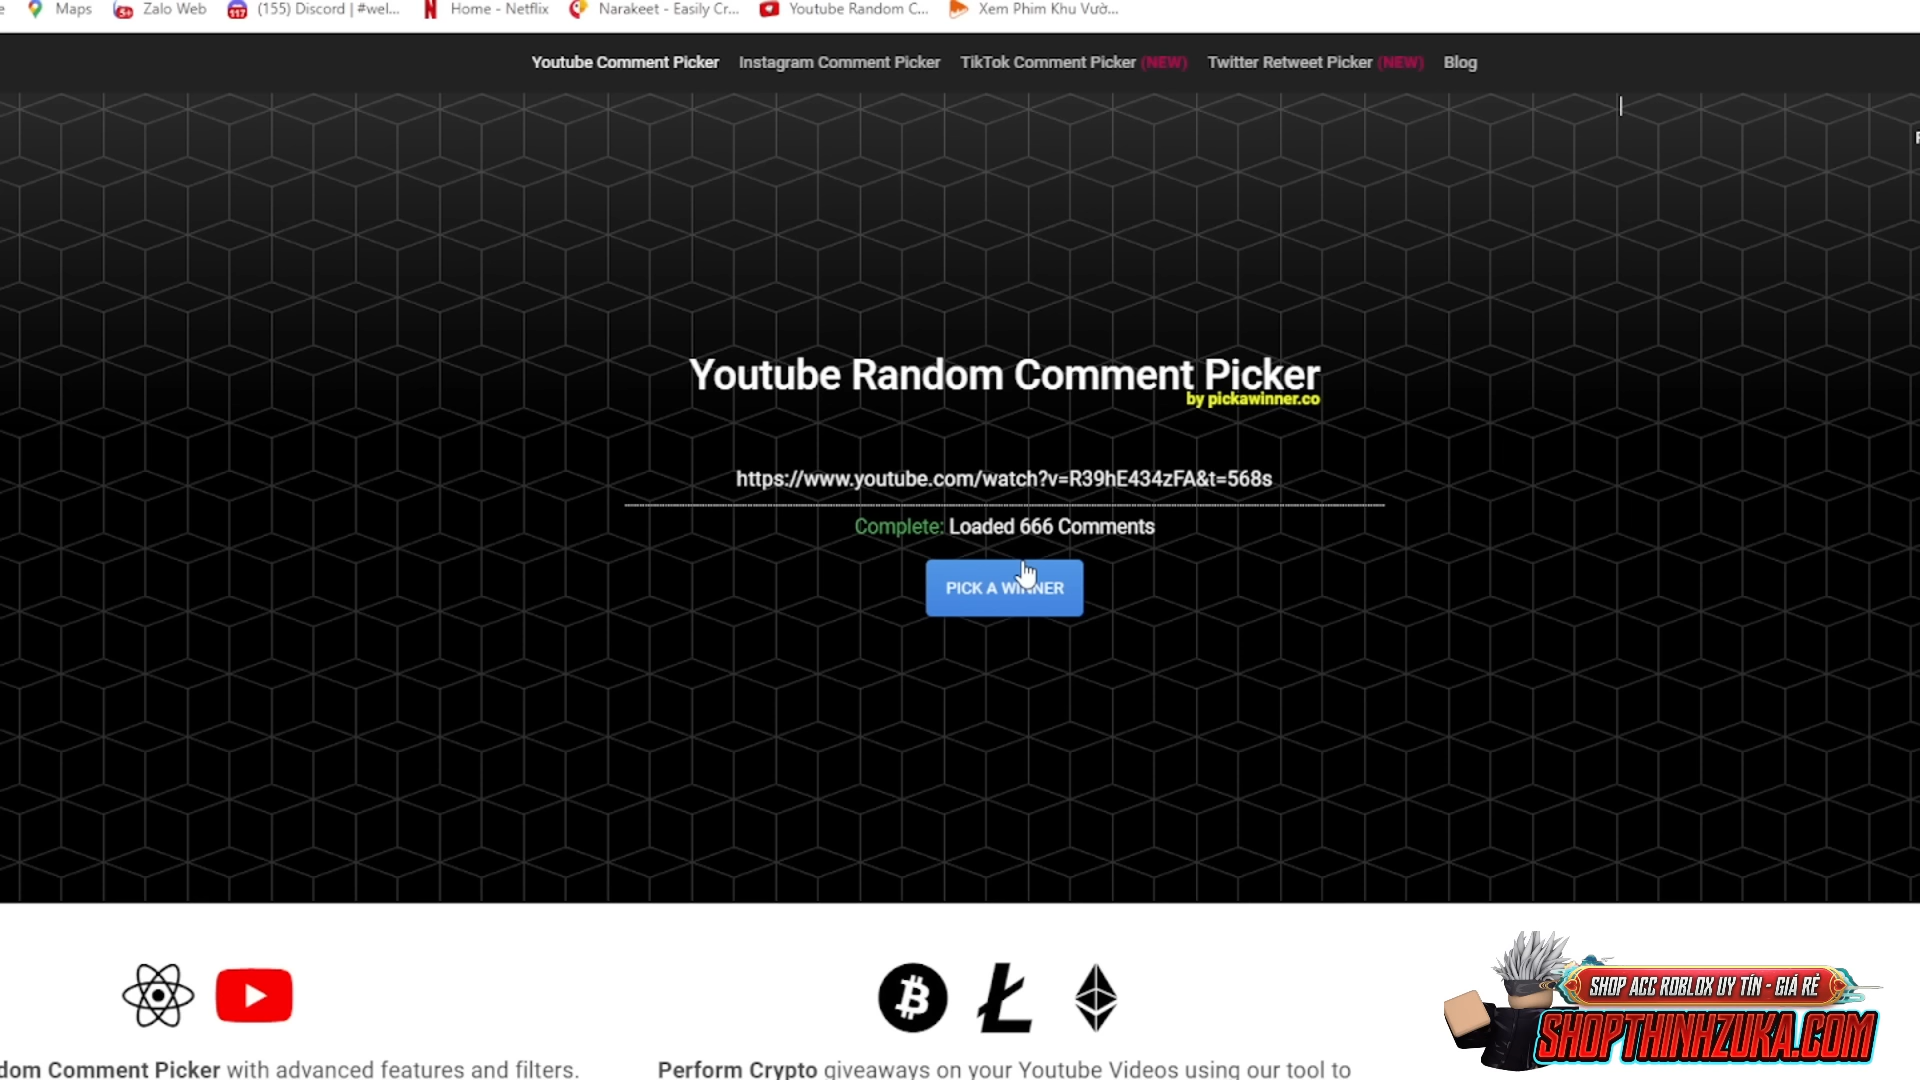 Maps
Zalo Web
(155) Discord | #wel...
Home - Netflix
Narakeet - Easily Cr...
Youtube Random C...
Xem Phim Khu Vườ...
Youtube Comment Picker
Instagram Comment Picker
TikTok Comment Picker (NEW)
Twitter Retweet Picker (NEW)
Blog
Youtube Random Comment Picker
by pickawinner.co
https://www.youtube.com/watch?v=R39hE434zFA&t=568s
Complete: Loaded 666 Comments
PICK A WINNER
SHOP ACC ROBLOX UY TÍN - GIÁ RẺ
SHOPTHINHZUKA.COM
dom Comment Picker with advanced features and filters.
Perform Crypto giveaways on your Youtube Videos using our tool to